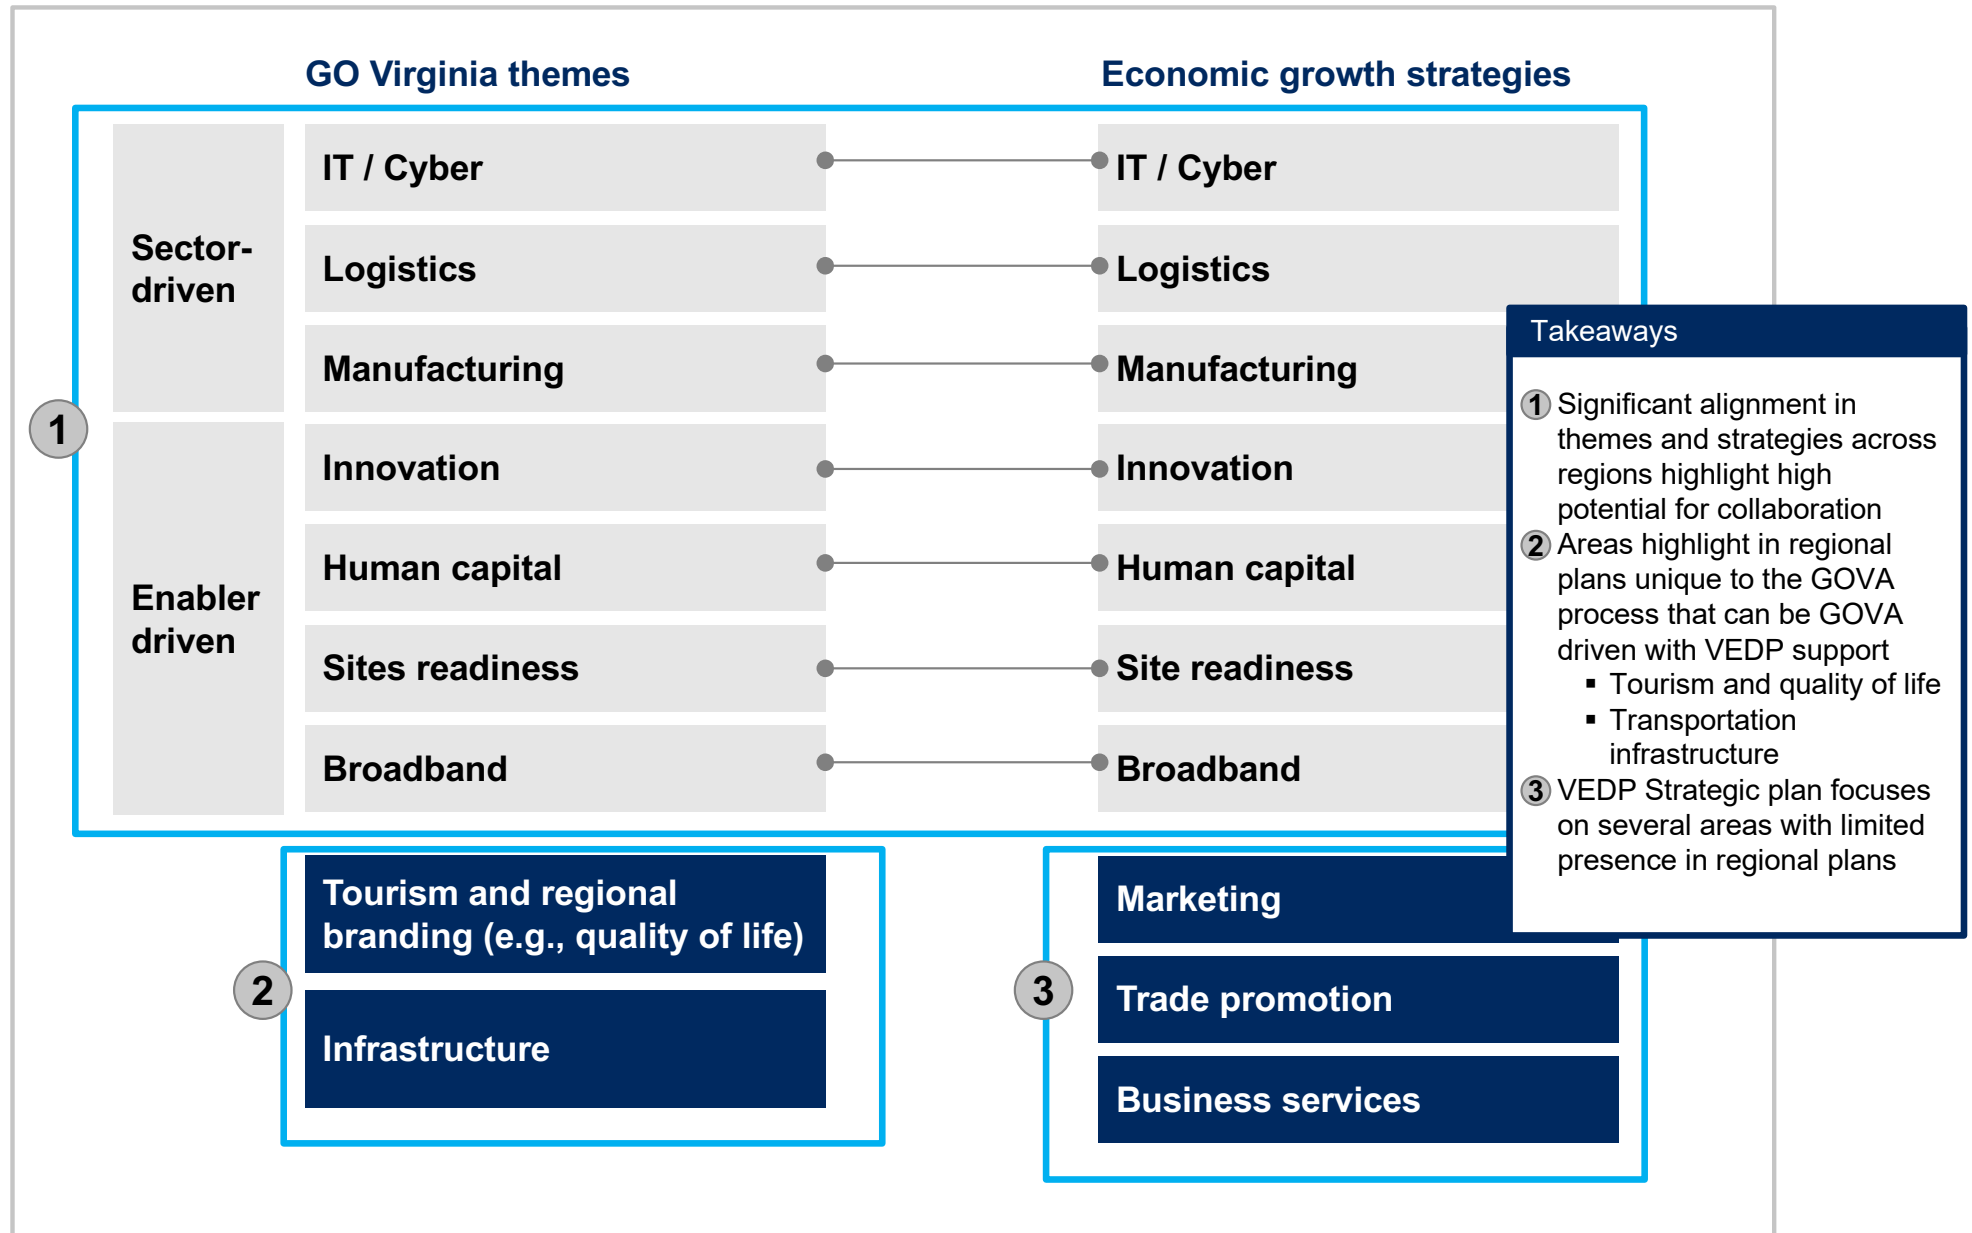 GO Virginia themes
Economic growth strategies
Sector-
driven
IT / Cyber
IT / Cyber
Logistics
Logistics
Manufacturing
Manufacturing
1
Enabler
driven
Innovation
Innovation
Human capital
Human capital
Sites readiness
Site readiness
Broadband
Broadband
2
Tourism and regional
branding (e.g., quality of life)
Infrastructure
3
Marketing
Trade promotion
Business services
Takeaways
1 Significant alignment in
themes and strategies across
regions highlight high
potential for collaboration
2 Areas highlight in regional
plans unique to the GOVA
process that can be GOVA
driven with VEDP support
▪ Tourism and quality of life
▪ Transportation
infrastructure
3 VEDP Strategic plan focuses
on several areas with limited
presence in regional plans